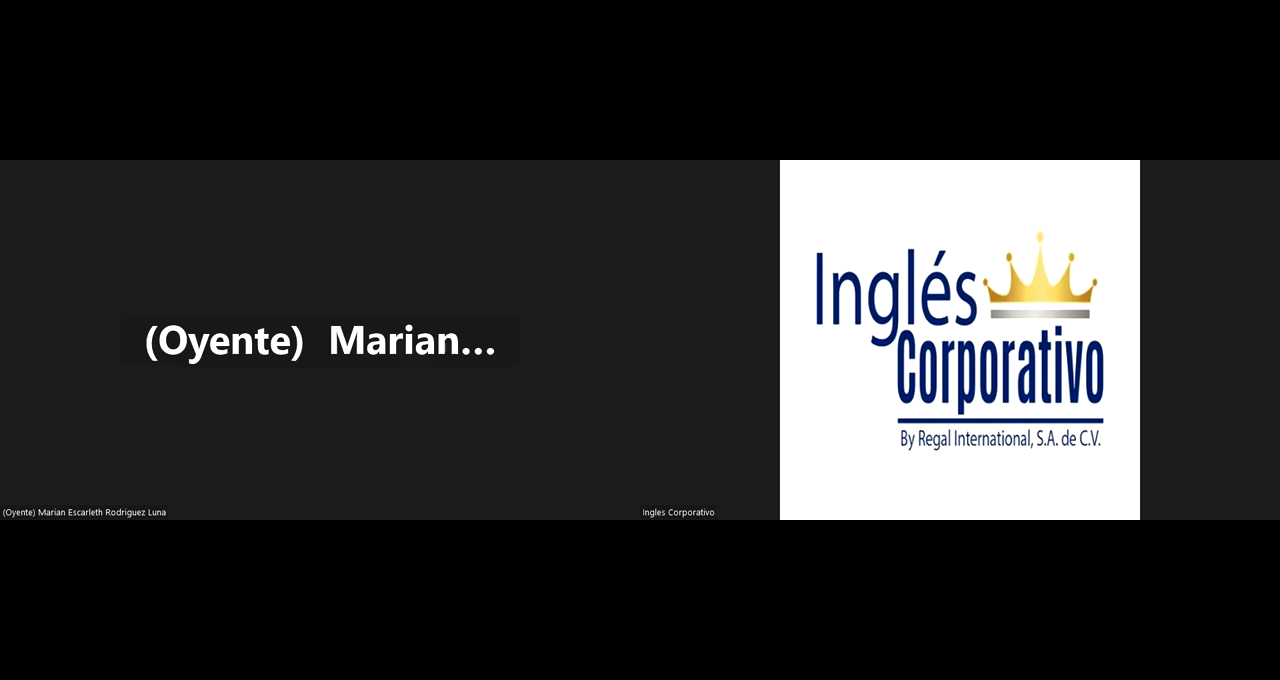 (Oyente) Marian...
(Oyente) Marian Escarleth Rodriguez Luna
Inglés
Corporativo
By Regal International, S.A. de C.V.
Ingles Corporativo